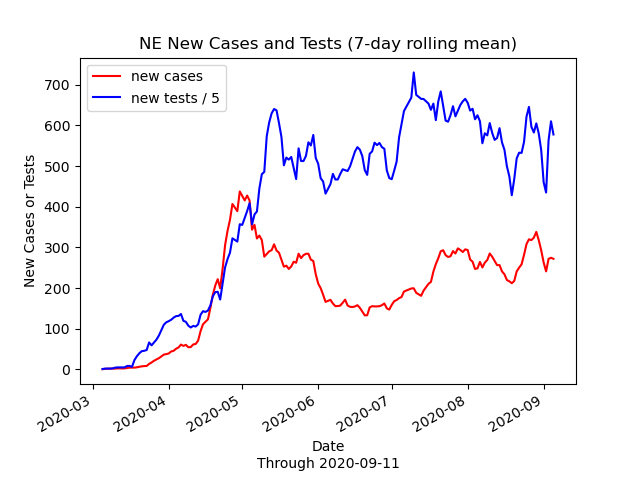 NE New Cases and Tests (7-day rolling mean)
new cases
new tests / 5
700
600
500
400
300
200
100
0
New Cases or Tests
2020-03
2020-04
2020-05
2020-06
2020-07
2020-08
2020-09
Date
Through 2020-09-11